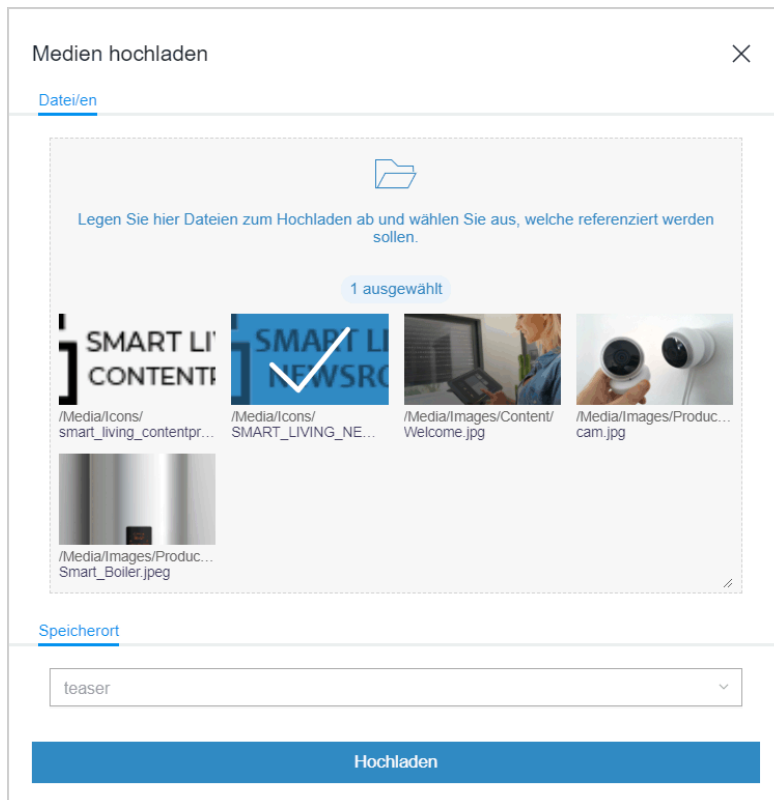 Medien hochladen
Datei/en
Legen Sie hier Dateien zum Hochladen ab und wählen Sie aus, welche referenziert werden
sollen.
1 ausgewählt
SMART LI
CONTENT
SMART LI
NEWSRO
/Media/Icons/
smart_living_contentpr...
/Media/Icons/
SMART_LIVING_NE...
/Media/Images/Content/
Welcome.jpg
/Media/Images/Produc...
cam.jpg
/Media/Images/Produc...
Smart_Boiler.jpeg
Speicherort
teaser
Hochladen